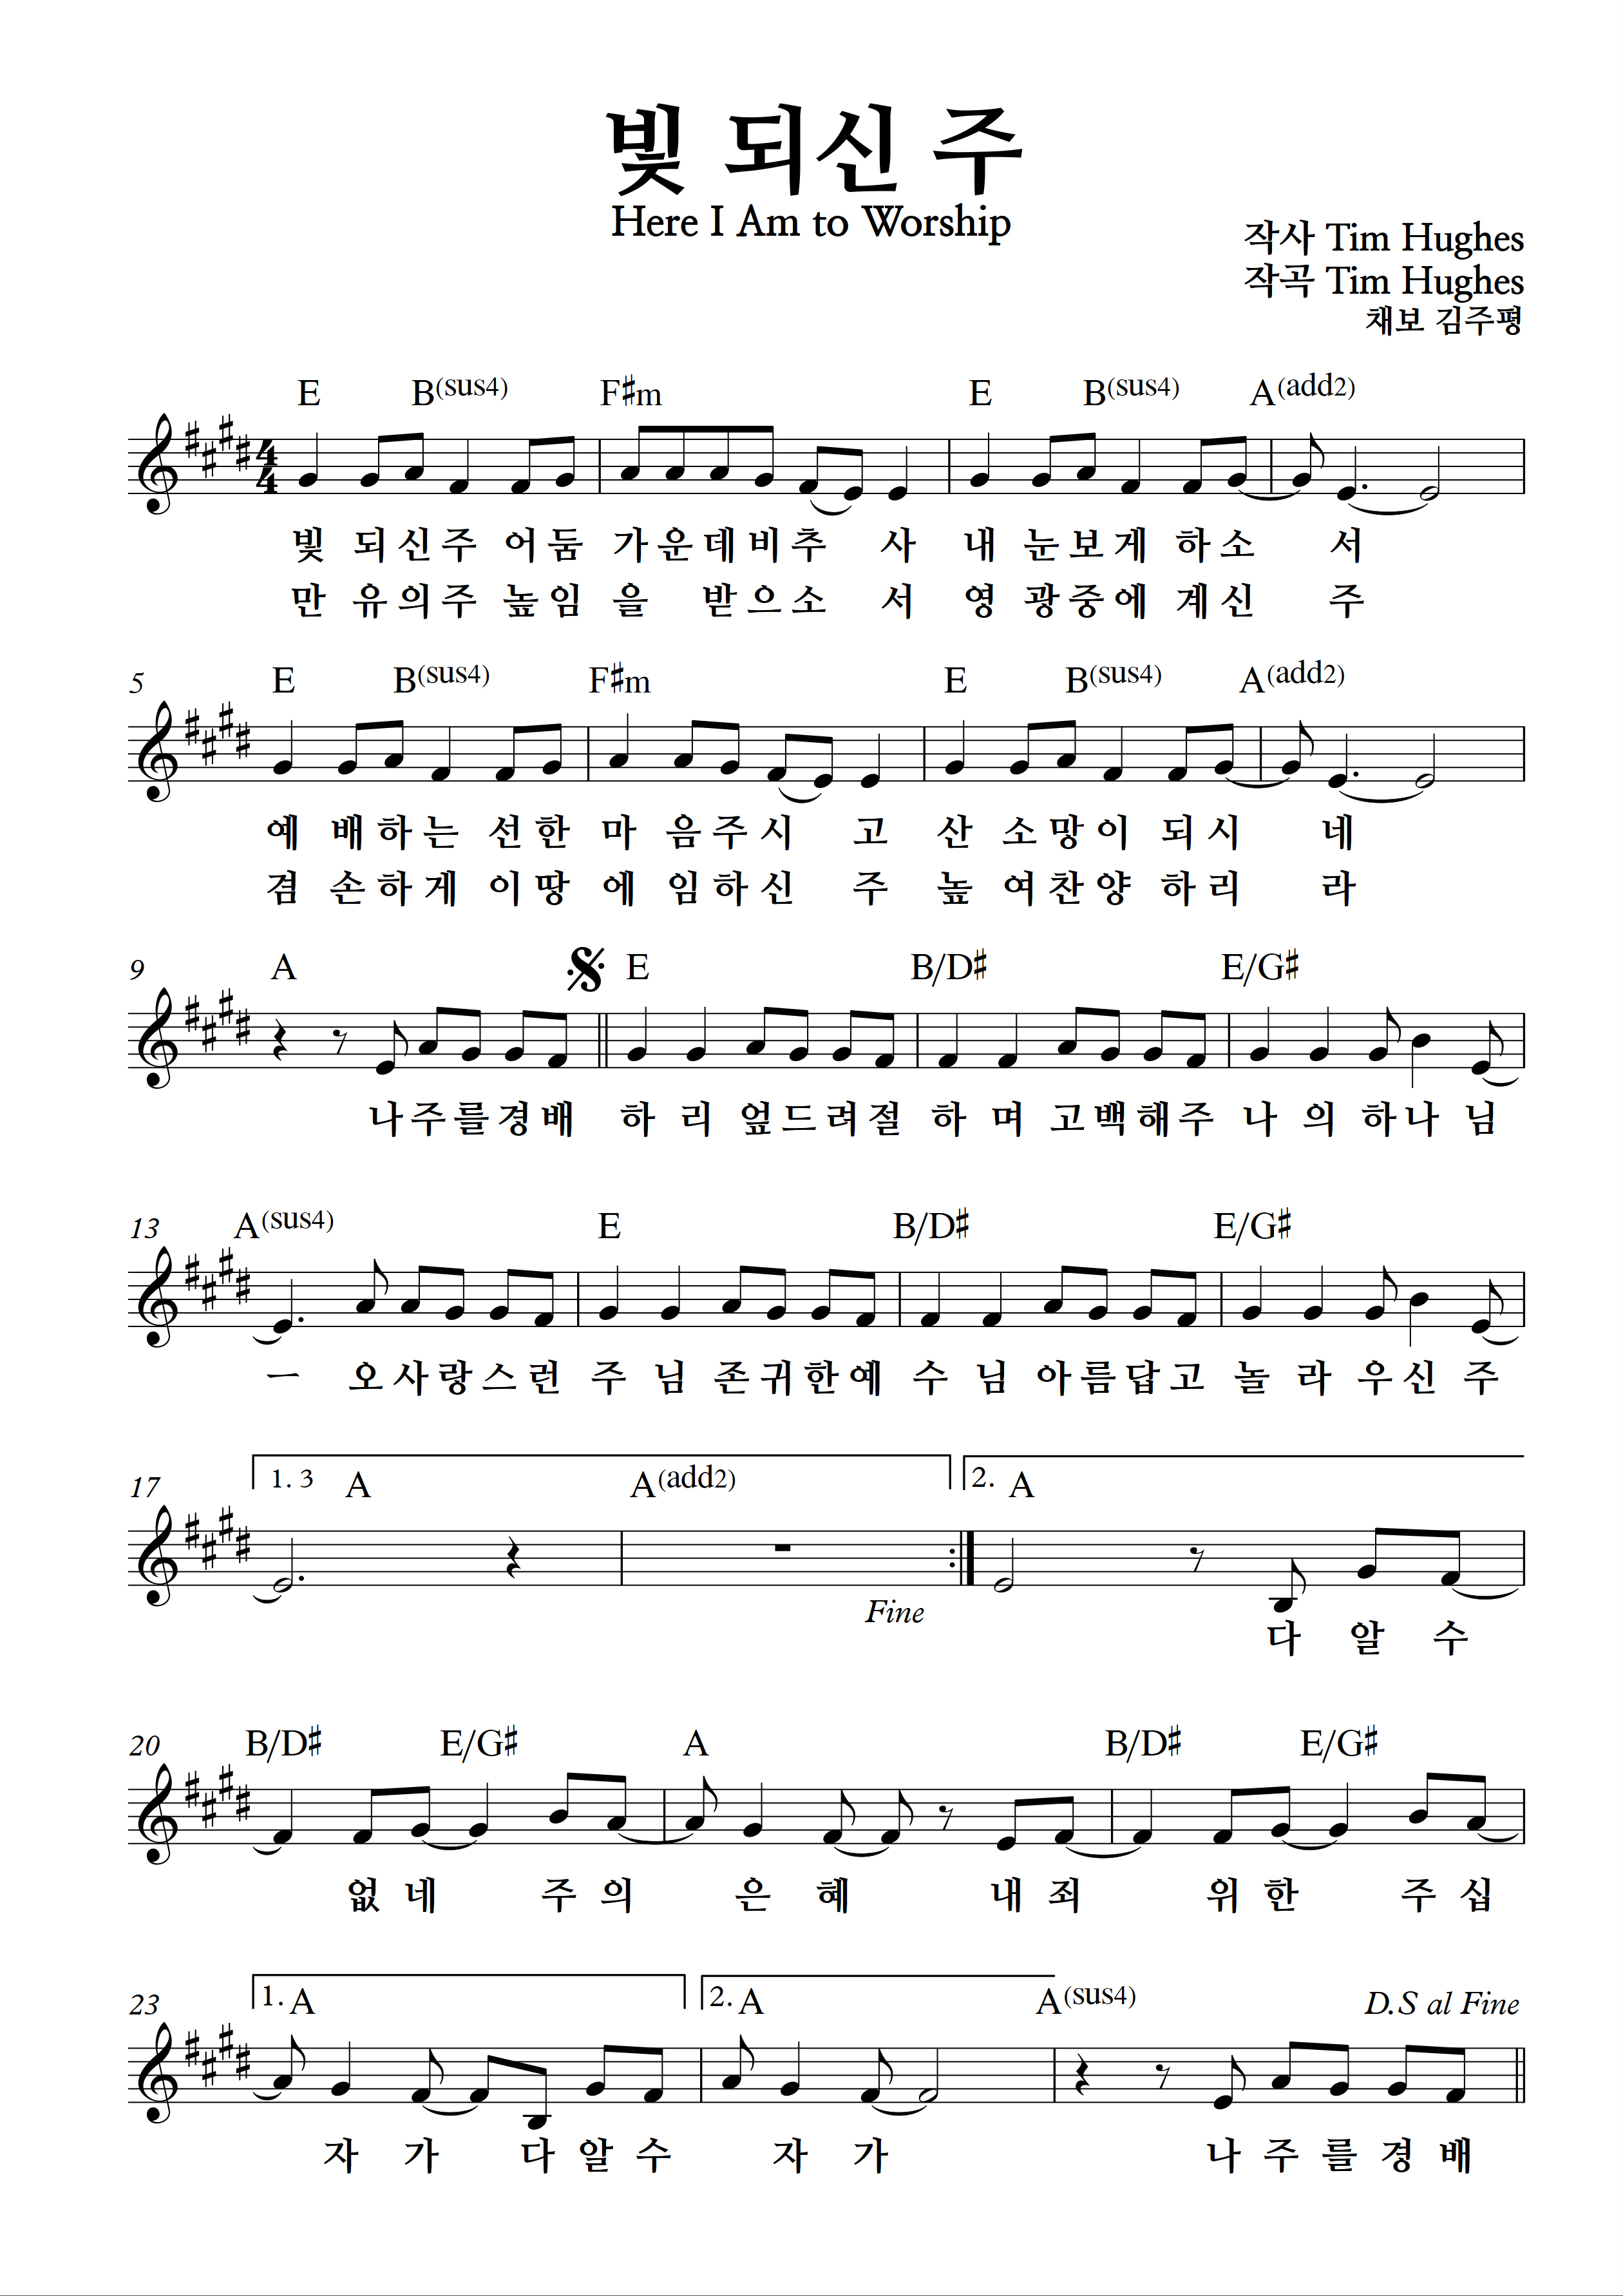 빛 되신 주
Here I Am to Worship
작사 Tim Hughes
작곡 Tim Hughes
채보 김주평
E B(sus4) F♯m E B(sus4) A(add2)
4
4
빛 되신주 어둠 가운데비추 사 내 눈보게 하소 서
만 유의주 높임 을 받으소 서 영 광중에 계신 주
5 E B(sus4) F♯m E B(sus4) A(add2)
예 배하는 선한 마 음주시 고 산 소망이 되시 네
겸 손하게 이땅 에 임하신 주 높 여찬양 하리 라
9 A E B/D♯ E/G♯
나주를경배 하 리 엎드려절 하 며 고백해주 나 의 하나 님
13 A(sus4) E B/D♯ E/G♯
ㅡ 오사랑스런 주 님 존귀한예 수 님 아름답고 놀 라 우신 주
17 1. 3 A A(add2) 2. A
Fine
다 알 수
20 B/D♯ E/G♯ A B/D♯ E/G♯
없 네 주 의 은 혜 내 죄 위 한 주 십
23 1. A 2. A A(sus4) D.S al Fine
자 가 다 알 수 자 가 나 주 를 경 배